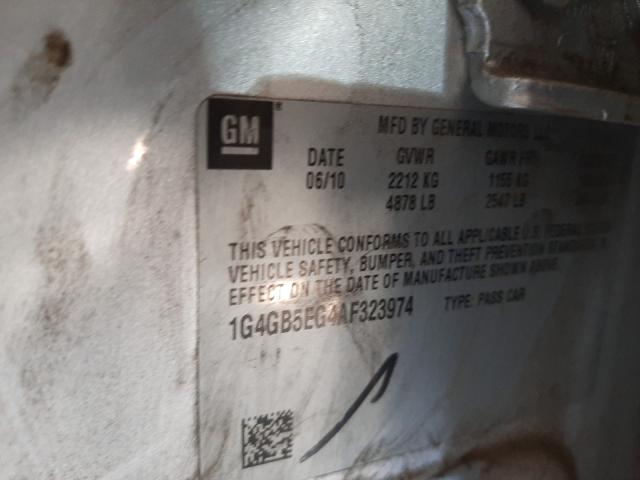 GM
MFD BY GENERAL MOTORS LLC
DATE GVWR GAWR FRT
06/10 2212 KG 1155 KG
4878 LB 2547 LB
THIS VEHICLE CONFORMS TO ALL APPLICABLE U.S. FEDERAL
VEHICLE SAFETY, BUMPER, AND THEFT PREVENTION STANDARDS IN
EFFECT ON THE DATE OF MANUFACTURE SHOWN ABOVE.
1G4GB5EG4AF323974 TYPE: PASS CAR